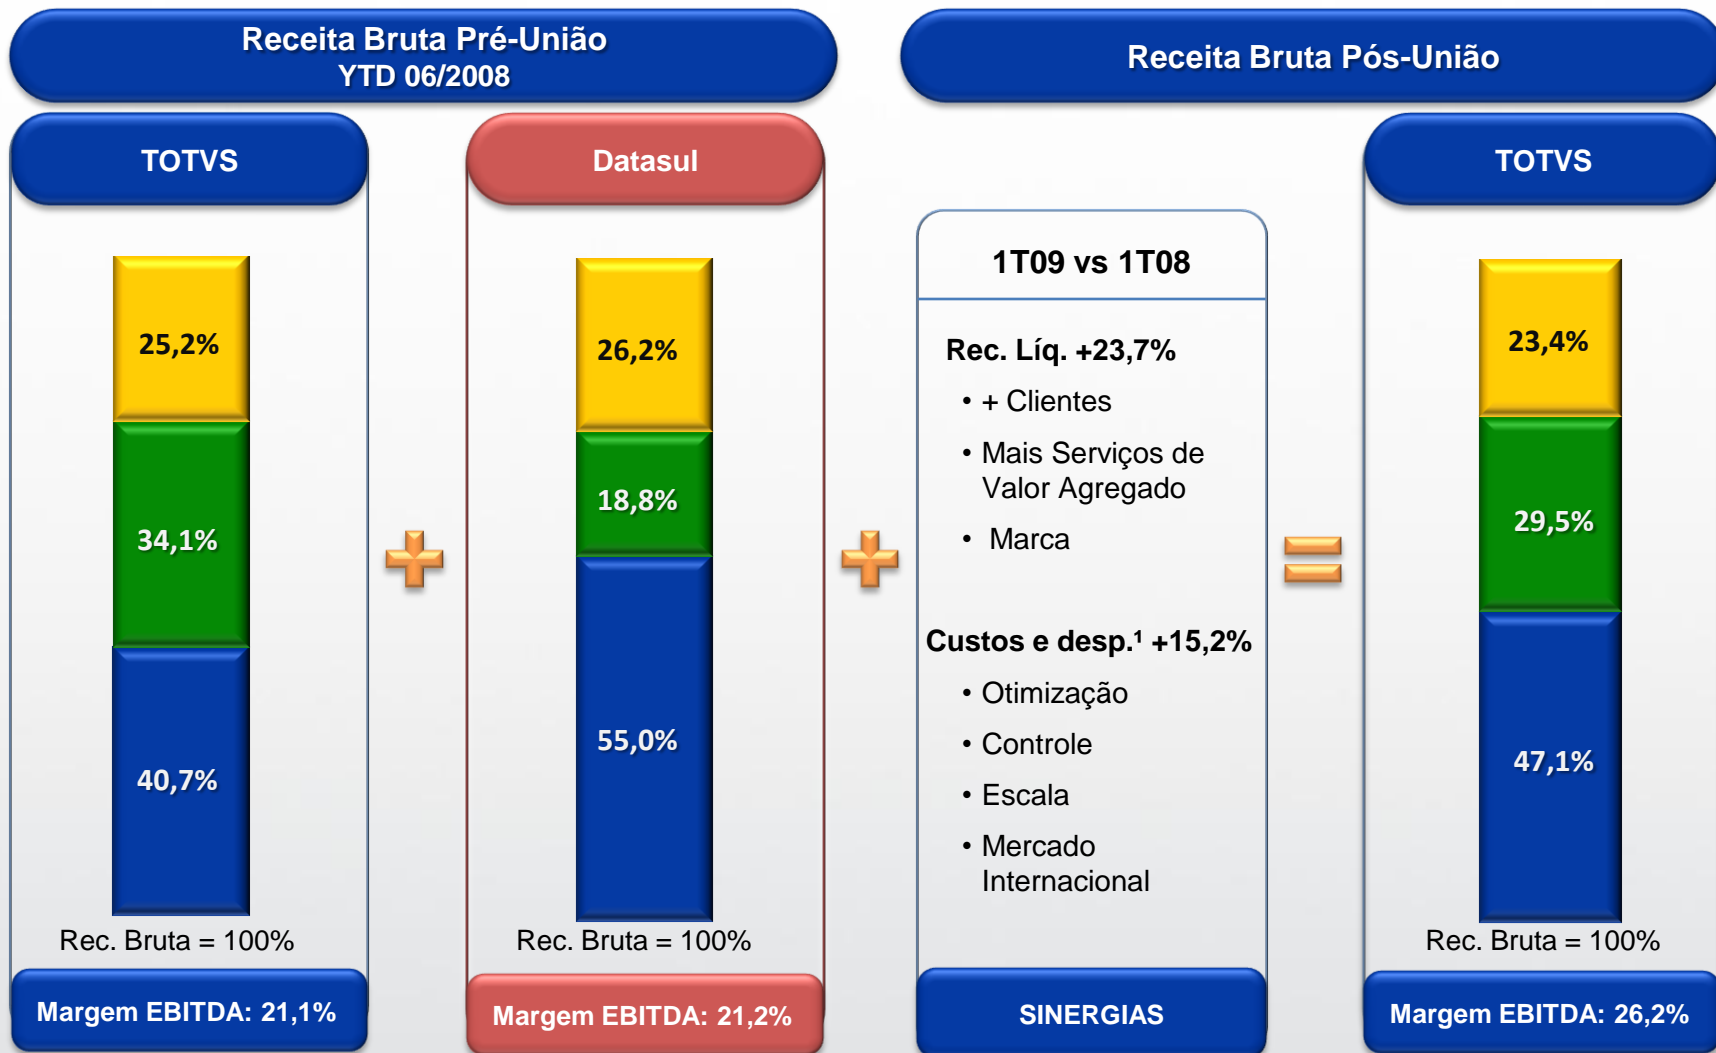 Receita Bruta Pré-União
YTD 06/2008
Receita Bruta Pós-União
TOTVS
25,2%
34,1%
40,7%
Rec. Bruta = 100%
Margem EBITDA: 21,1%
Datasul
26,2%
18,8%
55,0%
Rec. Bruta = 100%
Margem EBITDA: 21,2%
1T09 vs 1T08
Rec. Líq. +23,7%
• + Clientes
• Mais Serviços de
Valor Agregado
• Marca
Custos e desp.¹ +15,2%
• Otimização
• Controle
• Escala
• Mercado
Internacional
SINERGIAS
TOTVS
23,4%
29,5%
47,1%
Rec. Bruta = 100%
Margem EBITDA: 26,2%